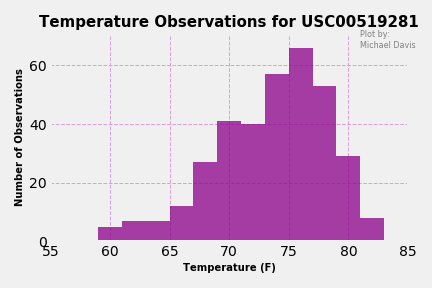 Temperature Observations for USC00519281
Plot by:
Michael Davis
Number of Observations
60
40
20
0
55 60 65 70 75 80 85
Temperature (F)